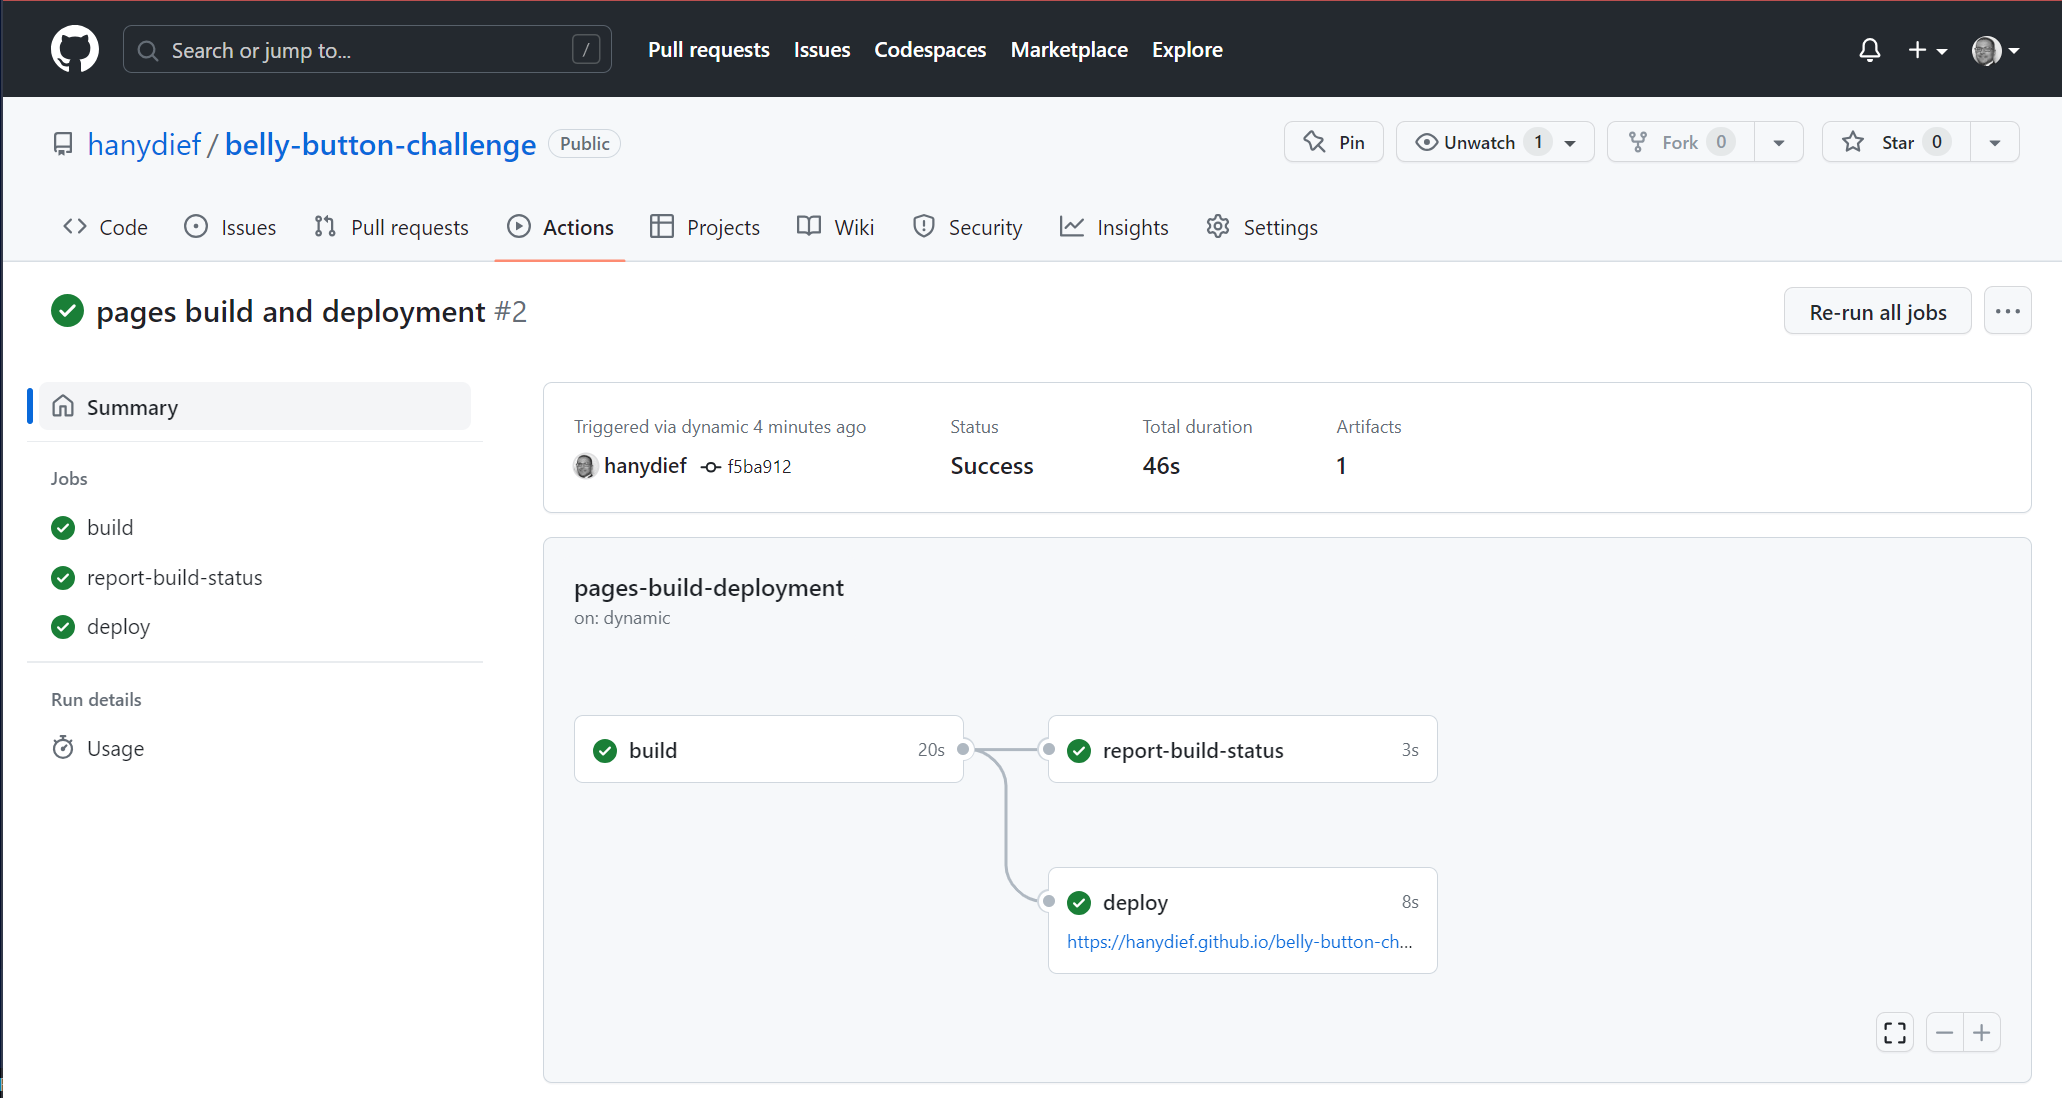 Search or jump to... /
Pull requests Issues Codespaces Marketplace Explore
hanydief / belly-button-challenge Public
Pin Unwatch 1 Fork 0 Star 0
Code Issues Pull requests Actions Projects Wiki Security Insights Settings
pages build and deployment #2
Re-run all jobs
Summary
Jobs
build
report-build-status
deploy
Run details
Usage
Triggered via dynamic 4 minutes ago Status Total duration Artifacts
hanydief f5ba912 Success 46s 1
pages-build-deployment
on: dynamic
build 20s
report-build-status 3s
deploy 8s
https://hanydief.github.io/belly-button-ch...